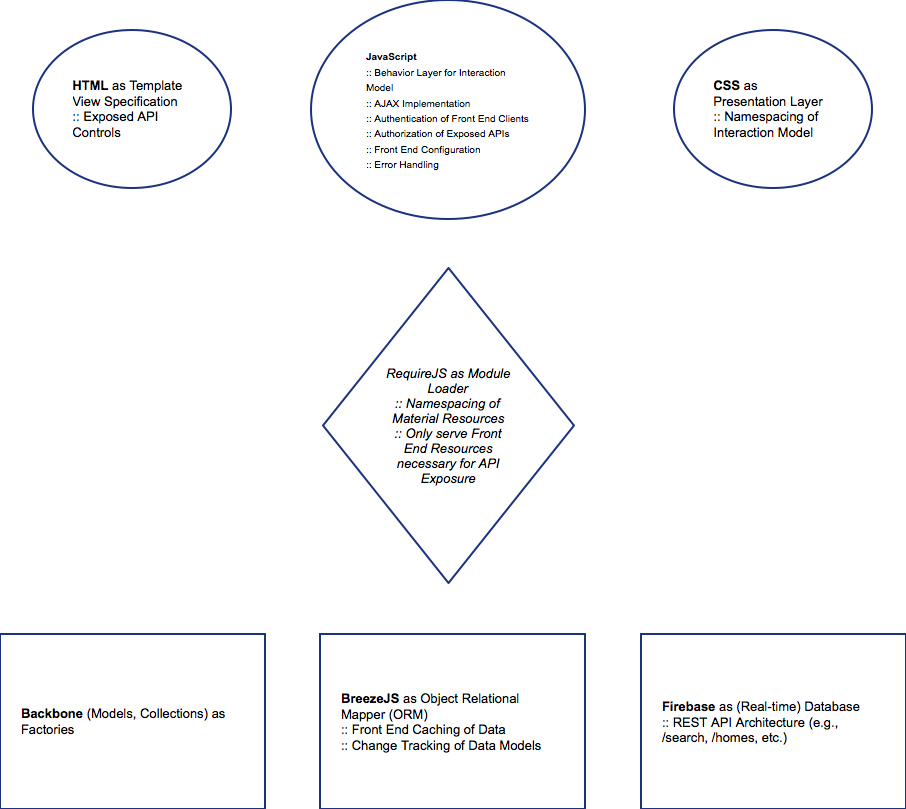 HTML as Template
View Specification
:: Exposed API
Controls
JavaScript
:: Behavior Layer for Interaction
Model
:: AJAX Implementation
:: Authentication of Front End Clients
:: Authorization of Exposed APIs
:: Front End Configuration
:: Error Handling
CSS as
Presentation Layer
:: Namespacing of
Interaction Model
RequireJS as Module
Loader
:: Namespacing of
Material Resources
:: Only serve Front
End Resources
necessary for API
Exposure
Backbone (Models, Collections) as
Factories
BreezeJS as Object Relational
Mapper (ORM)
:: Front End Caching of Data
:: Change Tracking of Data Models
Firebase as (Real-time) Database
:: REST API Architecture (e.g.,
/search, /homes, etc.)